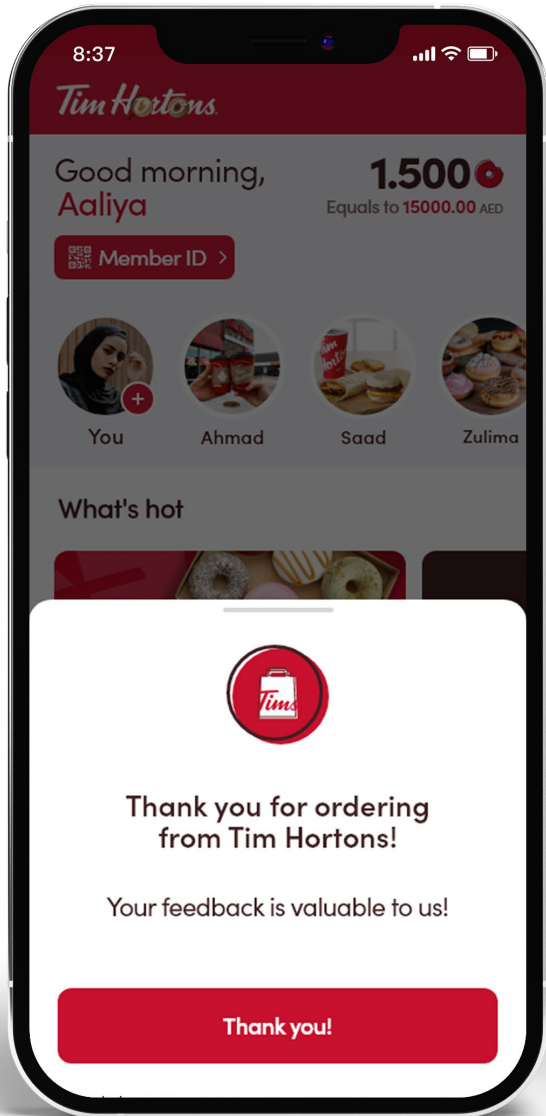 8:37
Tim Hortons
Good morning,
Aaliya
1.500
Equals to 15000.00 AED
Member ID >
You
Ahmad
Saad
Zulima
What's hot
Tims
Thank you for ordering
from Tim Hortons!
Your feedback is valuable to us!
Thank you!